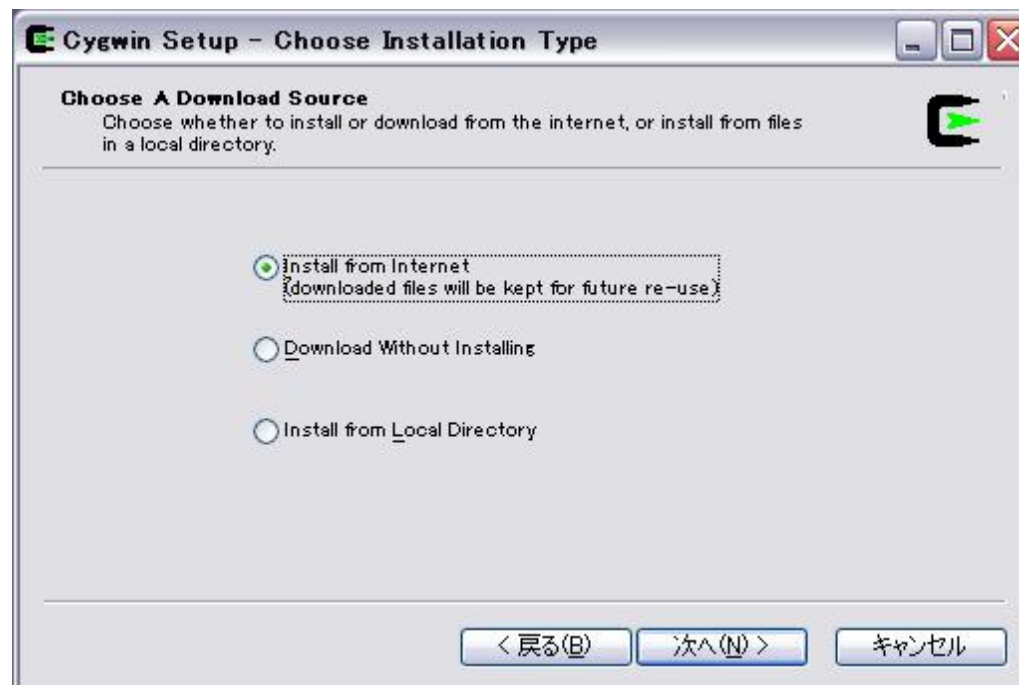 Cygwin Setup - Choose Installation Type
Choose A Download Source
Choose whether to install or download from the internet, or install from files
in a local directory.
Install from Internet
(downloaded files will be kept for future re-use)
Download Without Installing
Install from Local Directory
< 戻る(B)
次へ(N) >
キャンセル